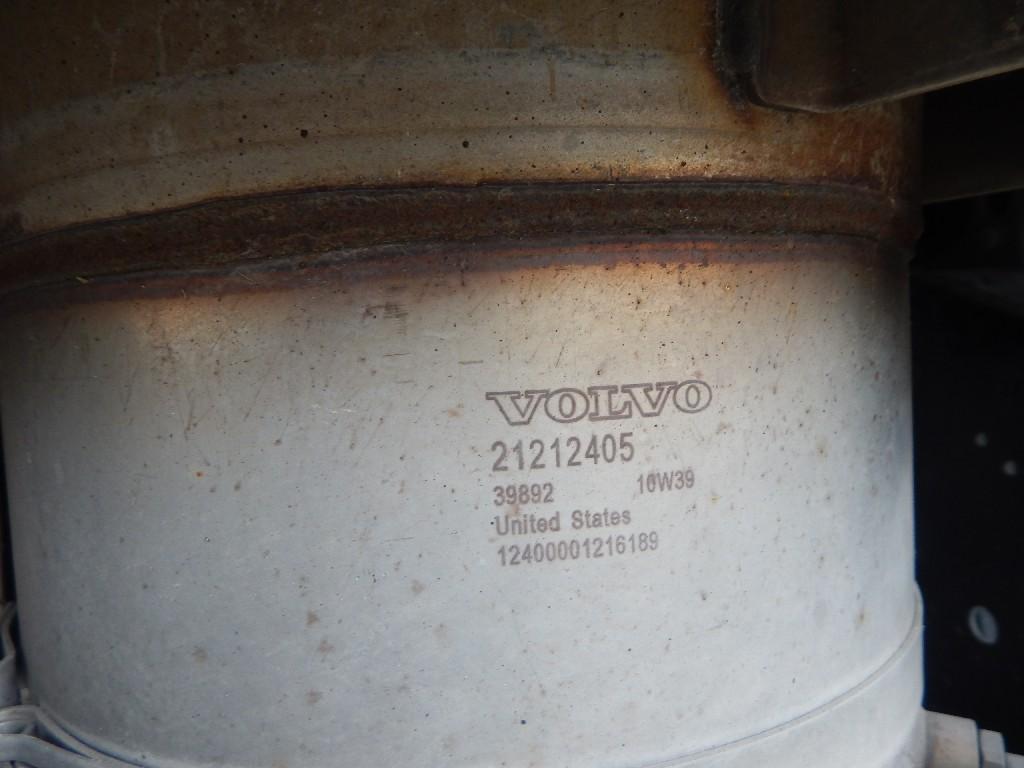 VOLVO
21212405
39892 10W39
United States
12400001216189